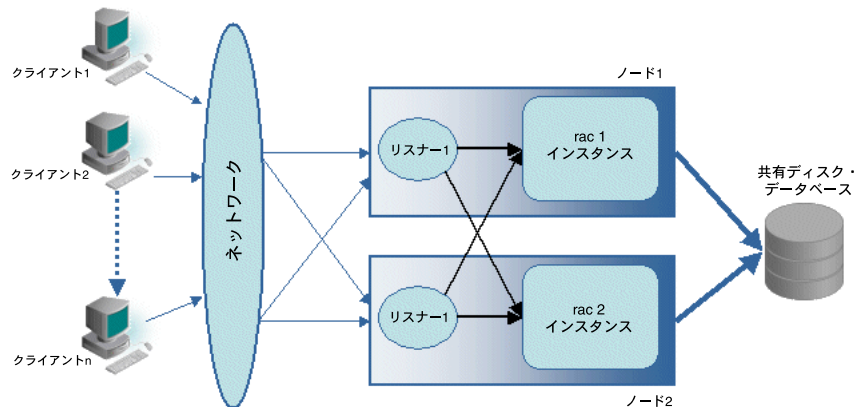 クライアント1
クライアント2
クライアントn
ネットワーク
ノード1
リスナー1
rac 1
インスタンス
リスナー1
rac 2
インスタンス
ノード2
共有ディスク・
データベース